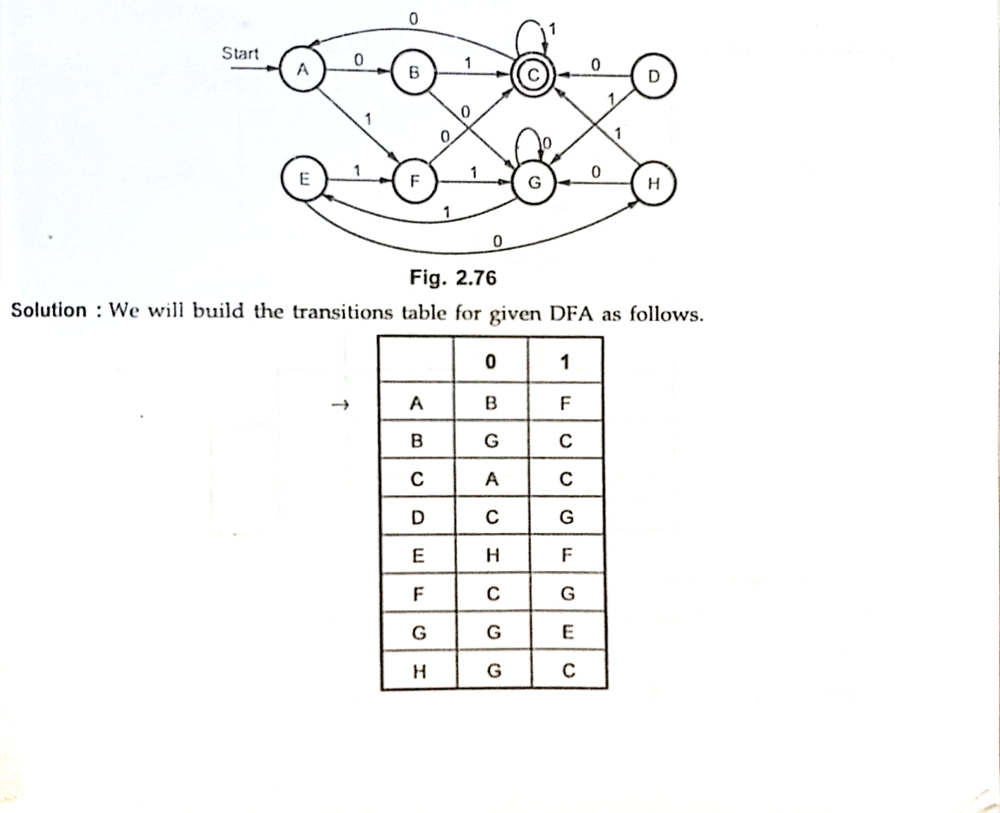 0
1
Start
A
0
B
1
C
0
D
1
0
1
0
1
0
E
1
F
1
G
0
H
1
0
Fig. 2.76
Solution : We will build the transitions table for given DFA as follows.
0 1
→ A B F
B G C
C A C
D C G
E H F
F C G
G G E
H G C